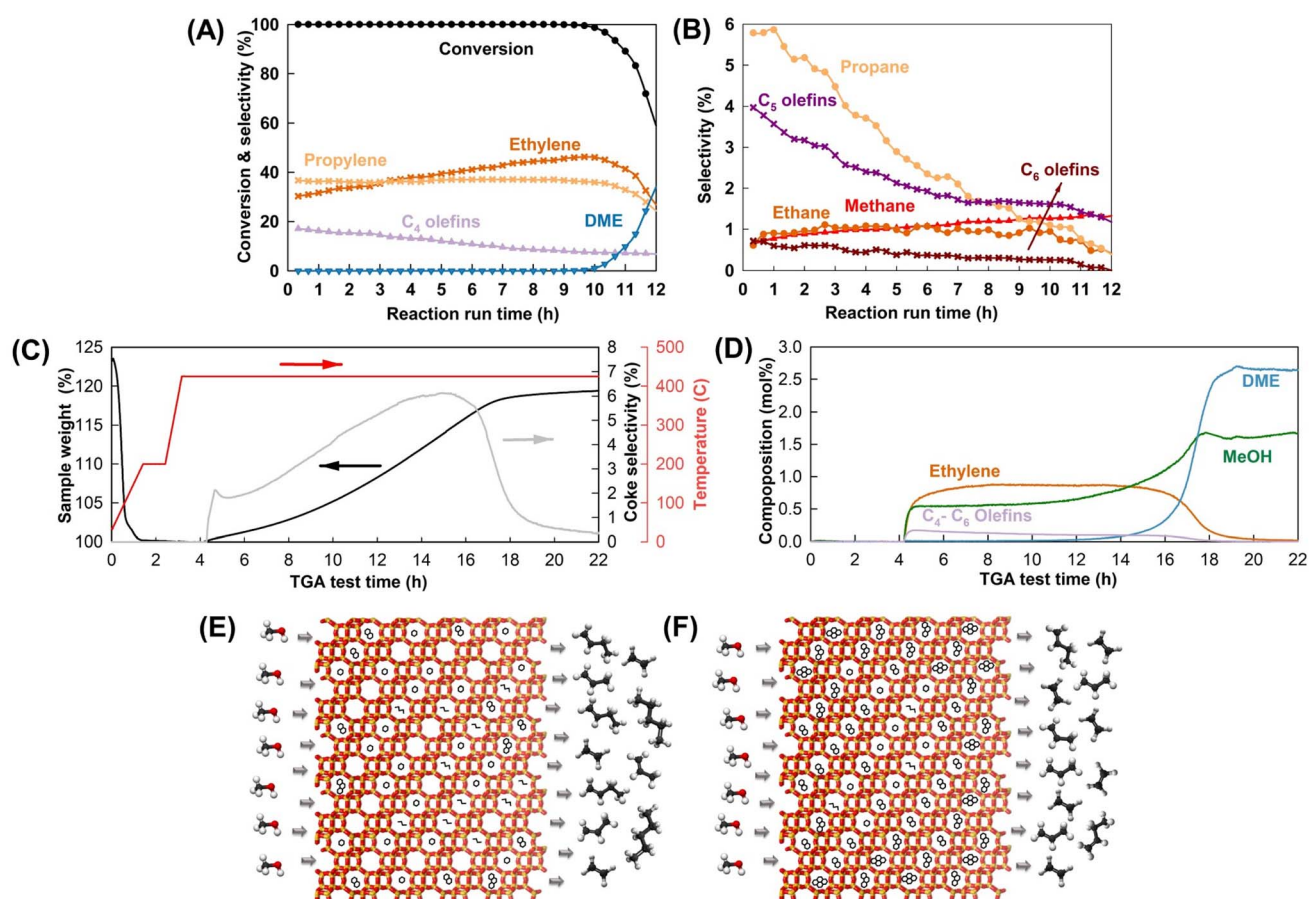 (A)
Conversion & selectivity (%)
100
80
60
40
20
0
Conversion
Ethylene
Propylene
C4 olefins
DME
0 1 2 3 4 5 6 7 8 9 10 11 12
Reaction run time (h)
(B)
Selectivity (%)
6
5
4
3
2
1
0
Propane
C5 olefins
C6 olefins
Methane
Ethane
0 1 2 3 4 5 6 7 8 9 10 11 12
Reaction run time (h)
(C)
Sample weight (%)
125
120
115
110
105
100
8
7
6
5
4
3
2
1
0
Coke selectivity (%)
500
400
300
200
100
0
Temperature (C)
0 2 4 6 8 10 12 14 16 18 20 22
TGA test time (h)
(D)
Compoposition (mol%)
3.0
2.5
2.0
1.5
1.0
0.5
0.0
DME
MeOH
Ethylene
C4- C6 Olefins
0 2 4 6 8 10 12 14 16 18 20 22
TGA test time (h)
(E)
(F)